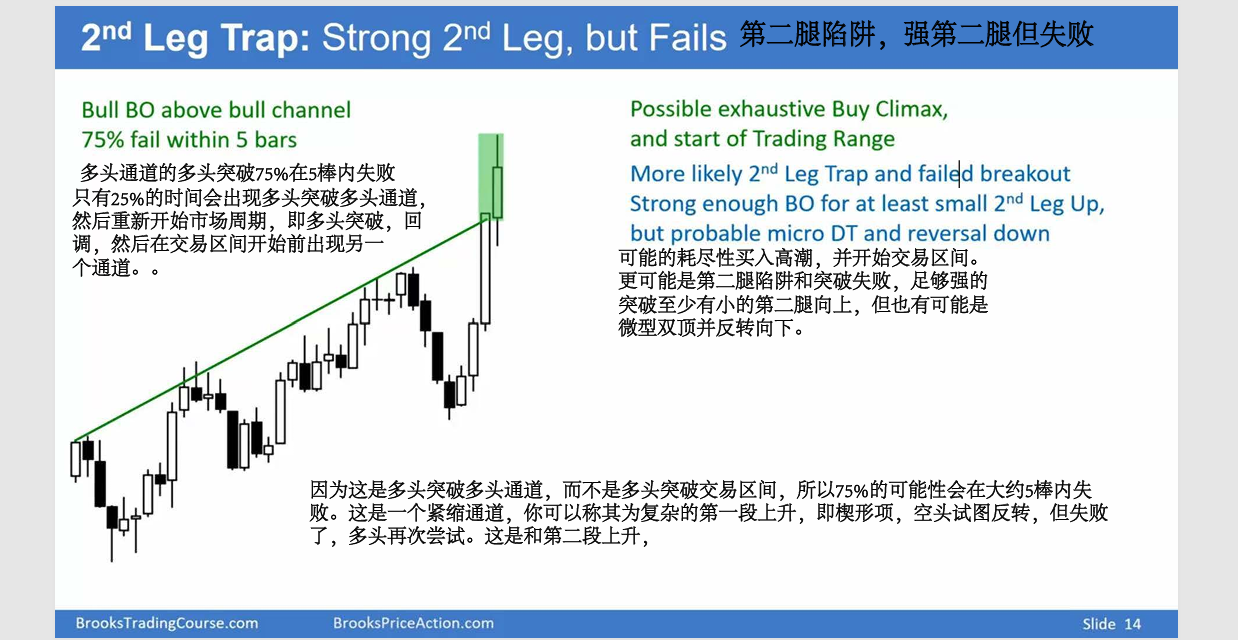 2nd Leg Trap: Strong 2nd Leg, but Fails 第二腿陷阱，强第二腿但失败
Bull BO above bull channel
75% fail within 5 bars
多头通道的多头突破75%在5棒内失败
只有25%的时间会出现多头突破多头通道，
然后重新开始市场周期，即多头突破，回
调，然后在交易区间开始前出现另一
个通道。。
Possible exhaustive Buy Climax,
and start of Trading Range
More likely 2nd Leg Trap and failed breakout
Strong enough BO for at least small 2nd Leg Up,
but probable micro DT and reversal down
可能的耗尽性买入高潮，并开始交易区间。
更可能是第二腿陷阱和突破失败，足够强的
突破至少有小的第二腿向上，但也有可能是
微型双顶并反转向下。
因为这是多头突破多头通道，而不是多头突破交易区间，所以75%的可能性会在大约5棒内失
败。这是一个紧缩通道，你可以称其为复杂的第一段上升，即楔形项，空头试图反转，但失败
了，多头再次尝试。这是和第二段上升，
BrooksTradingCourse.com
BrooksPriceAction.com
Slide 14